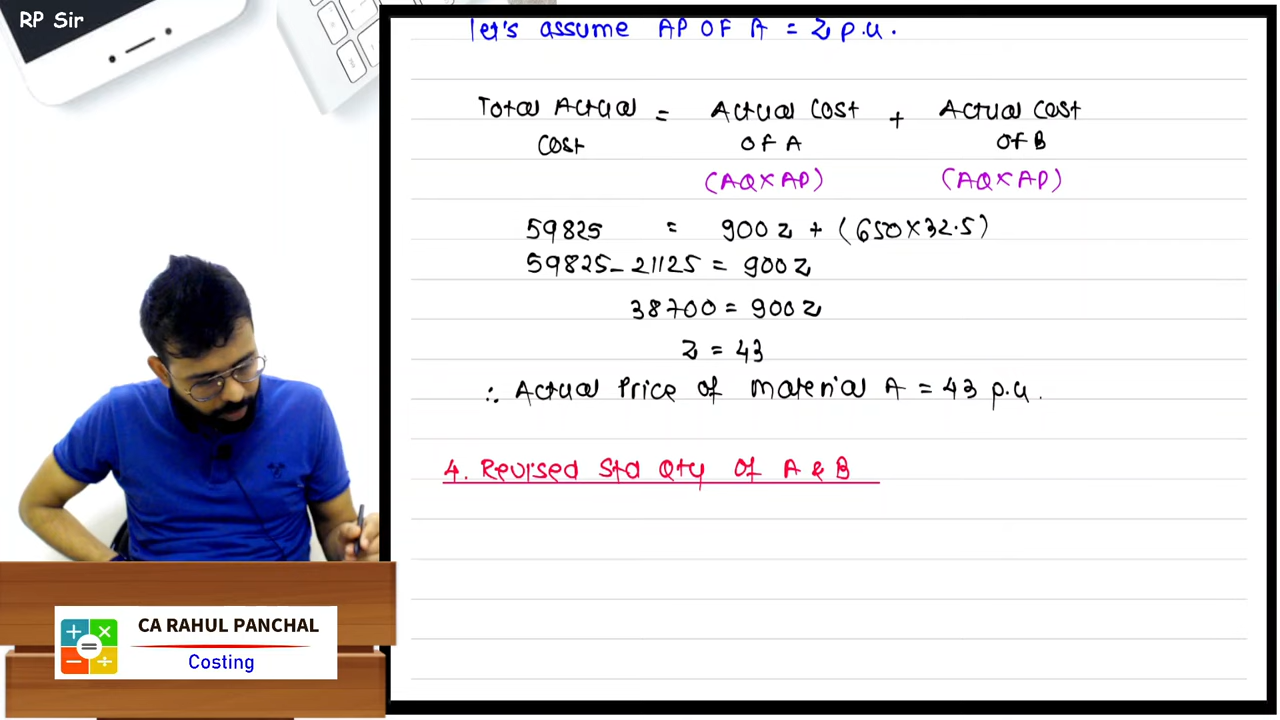 RP Sir
let's assume AP OF A = z p.u.
Total Actual Cost = Actual Cost OF A + Actual Cost Of B
(AQ×AP) (AQ×AP)
59825 = 900 z + (650×32.5)
59825 - 21125 = 900 z
38700 = 900 z
z = 43
∴ Actual Price of material A = 43 p.u.
4. Revised Std Qty Of A & B
CA RAHUL PANCHAL
Costing